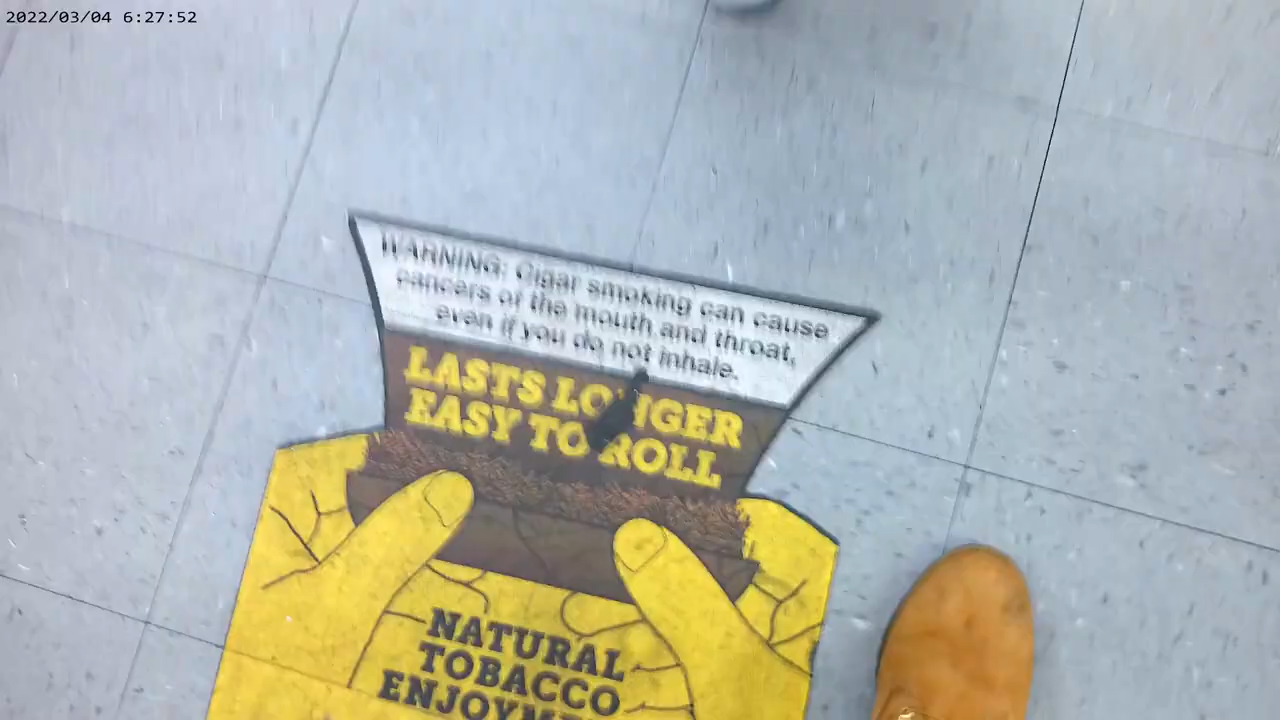 2022/03/04 6:27:52
WARNING: Cigar smoking can cause
cancers of the mouth and throat,
even if you do not inhale.
LASTS LONGER
EASY TO ROLL
NATURAL
TOBACCO